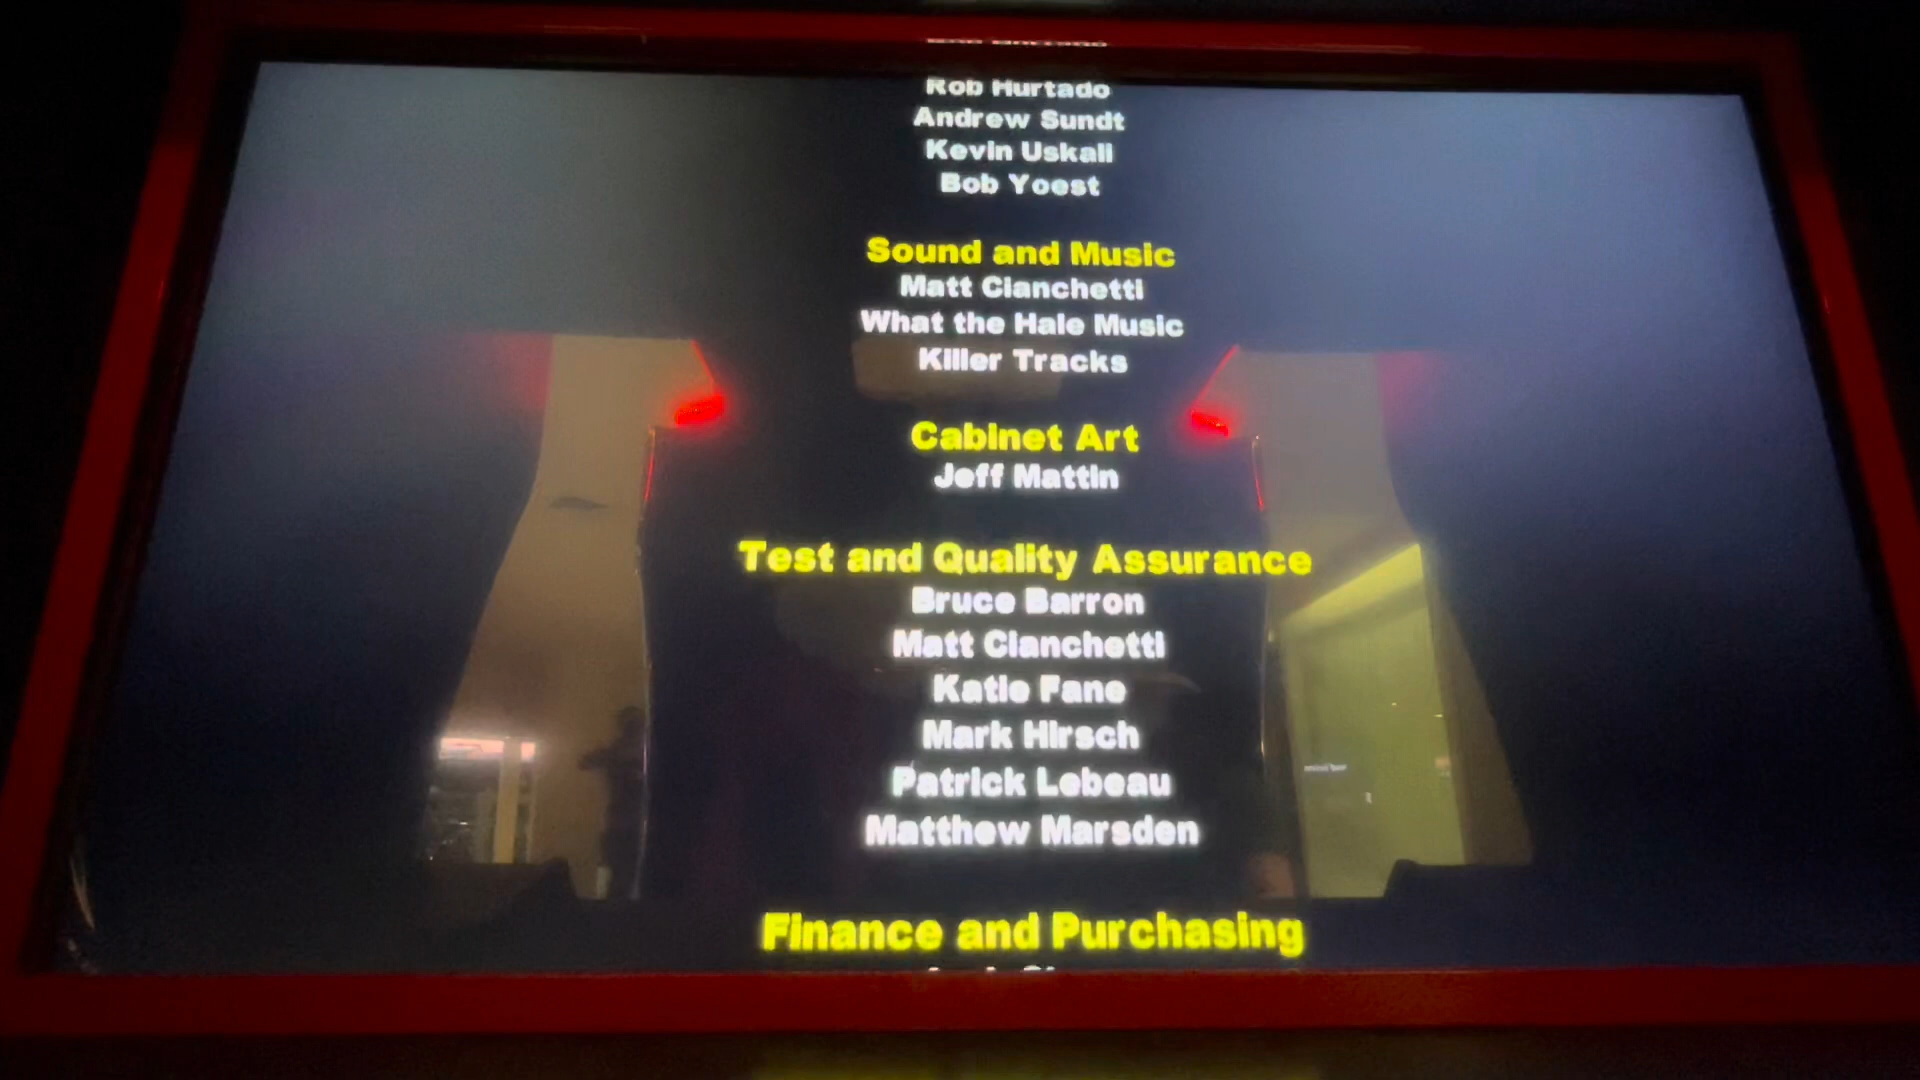 Rob Hurtado
Andrew Sundt
Kevin Uskali
Bob Yoest
Sound and Music
Matt Cianchetti
What the Hale Music
Killer Tracks
Cabinet Art
Jeff Mattin
Test and Quality Assurance
Bruce Barron
Matt Cianchetti
Katie Fane
Mark Hirsch
Patrick Lebeau
Matthew Marsden
Finance and Purchasing